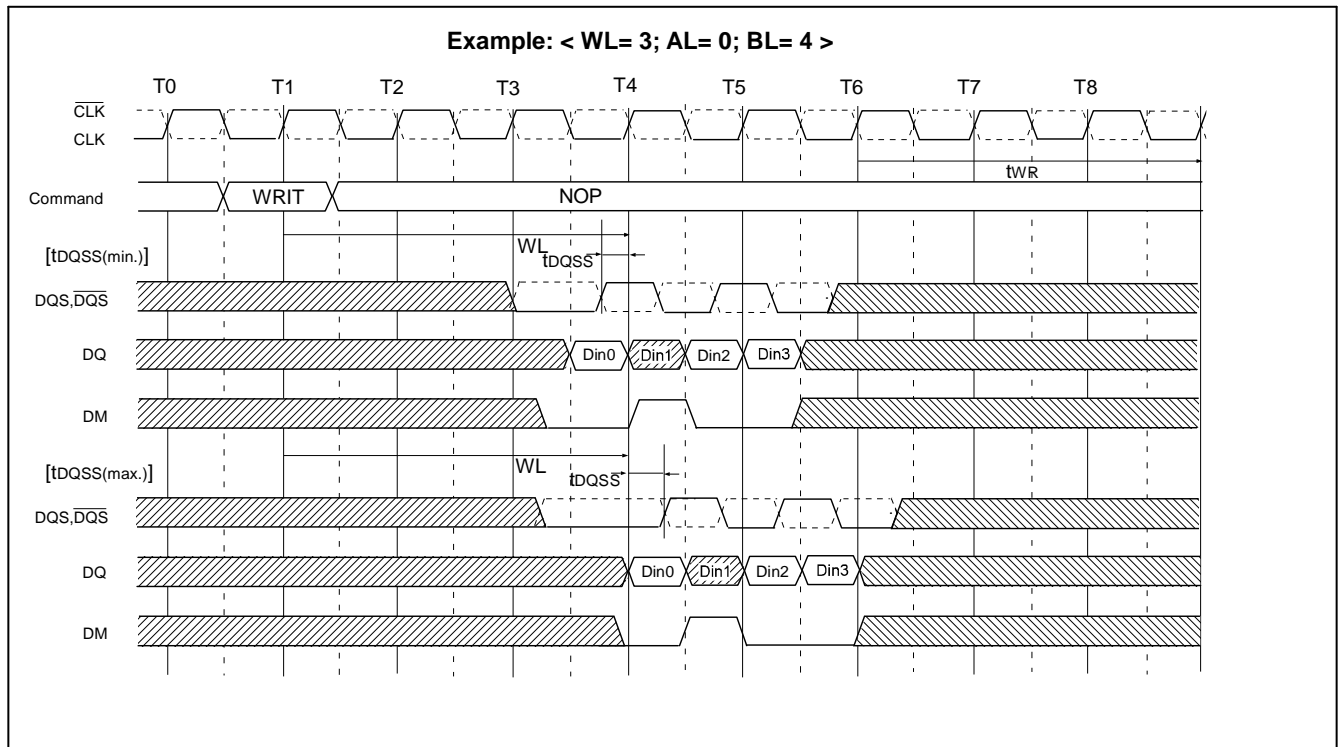 Example: < WL= 3; AL= 0; BL= 4 >
T0 T1 T2 T3 T4 T5 T6 T7 T8
CLK
CLK
tWR
Command WRIT NOP
WL
[tDQSS(min.)] tDQSS
DQS,DQS
DQ Din0 Din1 Din2 Din3
DM
[tDQSS(max.)] WL tDQSS
DQS,DQS
DQ Din0 Din1 Din2 Din3
DM